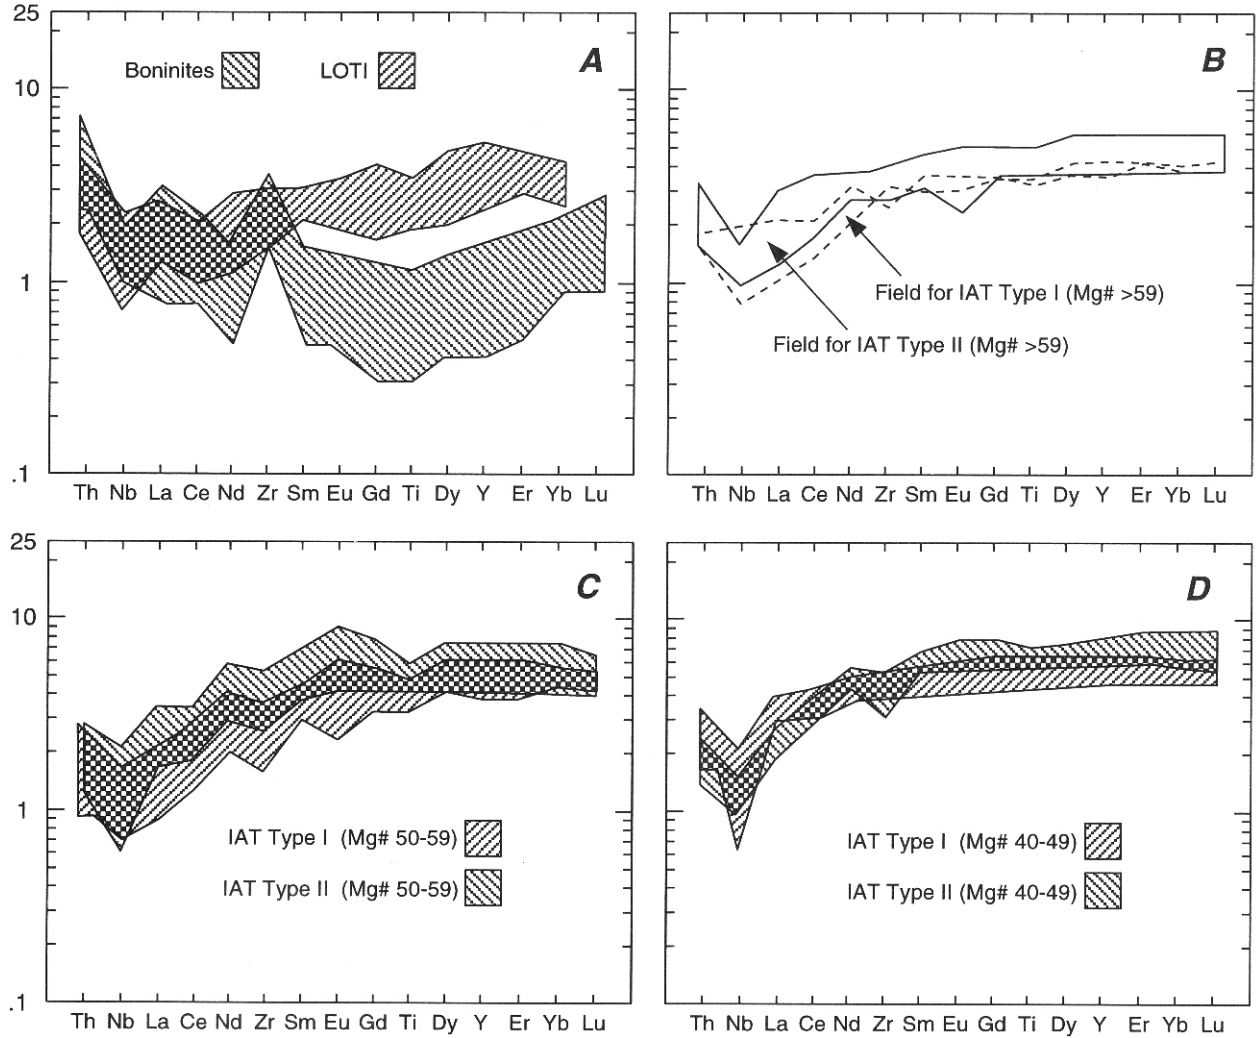 25
10
1
.1
A
Boninites
LOTI
Th Nb La Ce Nd Zr Sm Eu Gd Ti Dy Y Er Yb Lu
B
Field for IAT Type I (Mg# >59)
Field for IAT Type II (Mg# >59)
Th Nb La Ce Nd Zr Sm Eu Gd Ti Dy Y Er Yb Lu
25
10
1
.1
C
IAT Type I (Mg# 50-59)
IAT Type II (Mg# 50-59)
Th Nb La Ce Nd Zr Sm Eu Gd Ti Dy Y Er Yb Lu
D
IAT Type I (Mg# 40-49)
IAT Type II (Mg# 40-49)
Th Nb La Ce Nd Zr Sm Eu Gd Ti Dy Y Er Yb Lu